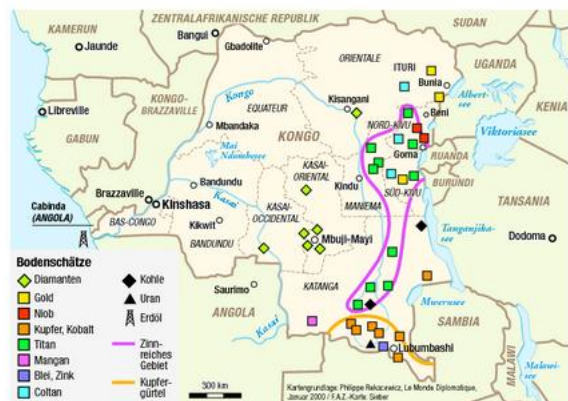 KAMERUN
Jaunde
ZENTRALAFRIKANISCHE REPUBLIK
Bangui
Gbadolite
SUDAN
ORIENTALE
ITURI
Bunia
UGANDA
Albert-
see
KENIA
Libreville
GABUN
KONGO-
BRAZZAVILLE
Kongo
EQUATEUR
Mbandaka
Kisangani
Beni
NORD-KIVU
Viktoriasee
KONGO
Mai
Ndombesee
Goma
RUANDA
BURUNDI
Brazzaville
Kinshasa
Bandundu
Kasai
KASAI-
ORIENTAL
KASAI-
OCCIDENTAL
Kindu
MANIEMA
SÜD-KIVU
TANSANIA
Cabinda
(ANGOLA)
BAS-CONGO
Kikwit
BANDUNDU
Mbuji-Mayi
Tanganjika-
see
Dodoma
Saurimo
ANGOLA
Kasai
KATANGA
Mwerusee
SAMBIA
Lubumbashi
MALAWI
Malawi-
see
Bodenschätze
Diamanten
Gold
Niob
Kupfer, Kobalt
Titan
Mangan
Blei, Zink
Coltan
Kohle
Uran
Erdöl
Zinn-
reiches
Gebiet
Kupfer-
gürtel
300 km
Kartengrundlage: Philippe Rekacewicz, Le Monde Diplomatique,
Januar 2000 / F.A.Z.-Karte Sieber